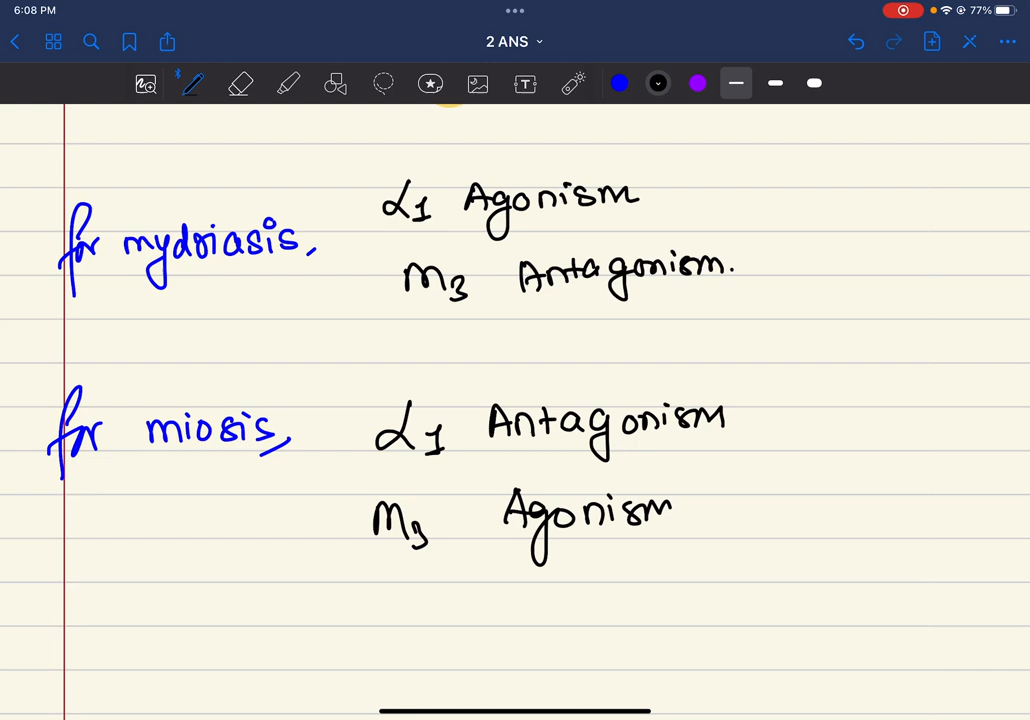 6:08 PM
77%
2 ANS
α1 Agonism
for mydriasis,
m3 Antagonism.
for miosis, α1 Antagonism
m3 Agonism